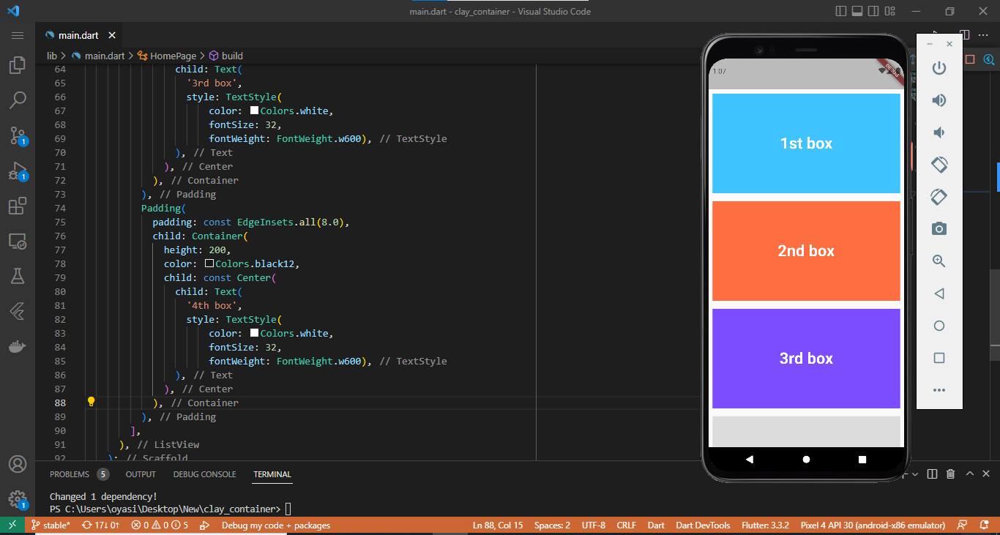 main.dart - clay_container - Visual Studio Code
main.dart
lib > main.dart > HomePage > build
64 child: Text(
65 '3rd box',
66 style: TextStyle(
67 color: Colors.white,
68 fontSize: 32,
69 fontWeight: FontWeight.w600), // TextStyle
70 ), // Text
71 ), // Center
72 ), // Container
73 ), // Padding
74 Padding(
75 padding: const EdgeInsets.all(8.0),
76 child: Container(
77 height: 200,
78 color: Colors.black12,
79 child: const Center(
80 child: Text(
81 '4th box',
82 style: TextStyle(
83 color: Colors.white,
84 fontSize: 32,
85 fontWeight: FontWeight.w600), // TextStyle
86 ), // Text
87 ), // Center
88 ), // Container
89 ), // Padding
90 ],
91 ), // ListView
92 ); // Scaffold
1
1
1
1:07
DEBUG
1st box
2nd box
3rd box
PROBLEMS 5 OUTPUT DEBUG CONSOLE TERMINAL
Changed 1 dependency!
PS C:\Users\oyasi\Desktop\New\clay_container>
stable* 17↓ 0↑ 0 0 5 Debug my code + packages Ln 88, Col 15 Spaces: 2 UTF-8 CRLF Dart Dart DevTools Flutter: 3.3.2 Pixel 4 API 30 (android-x86 emulator)